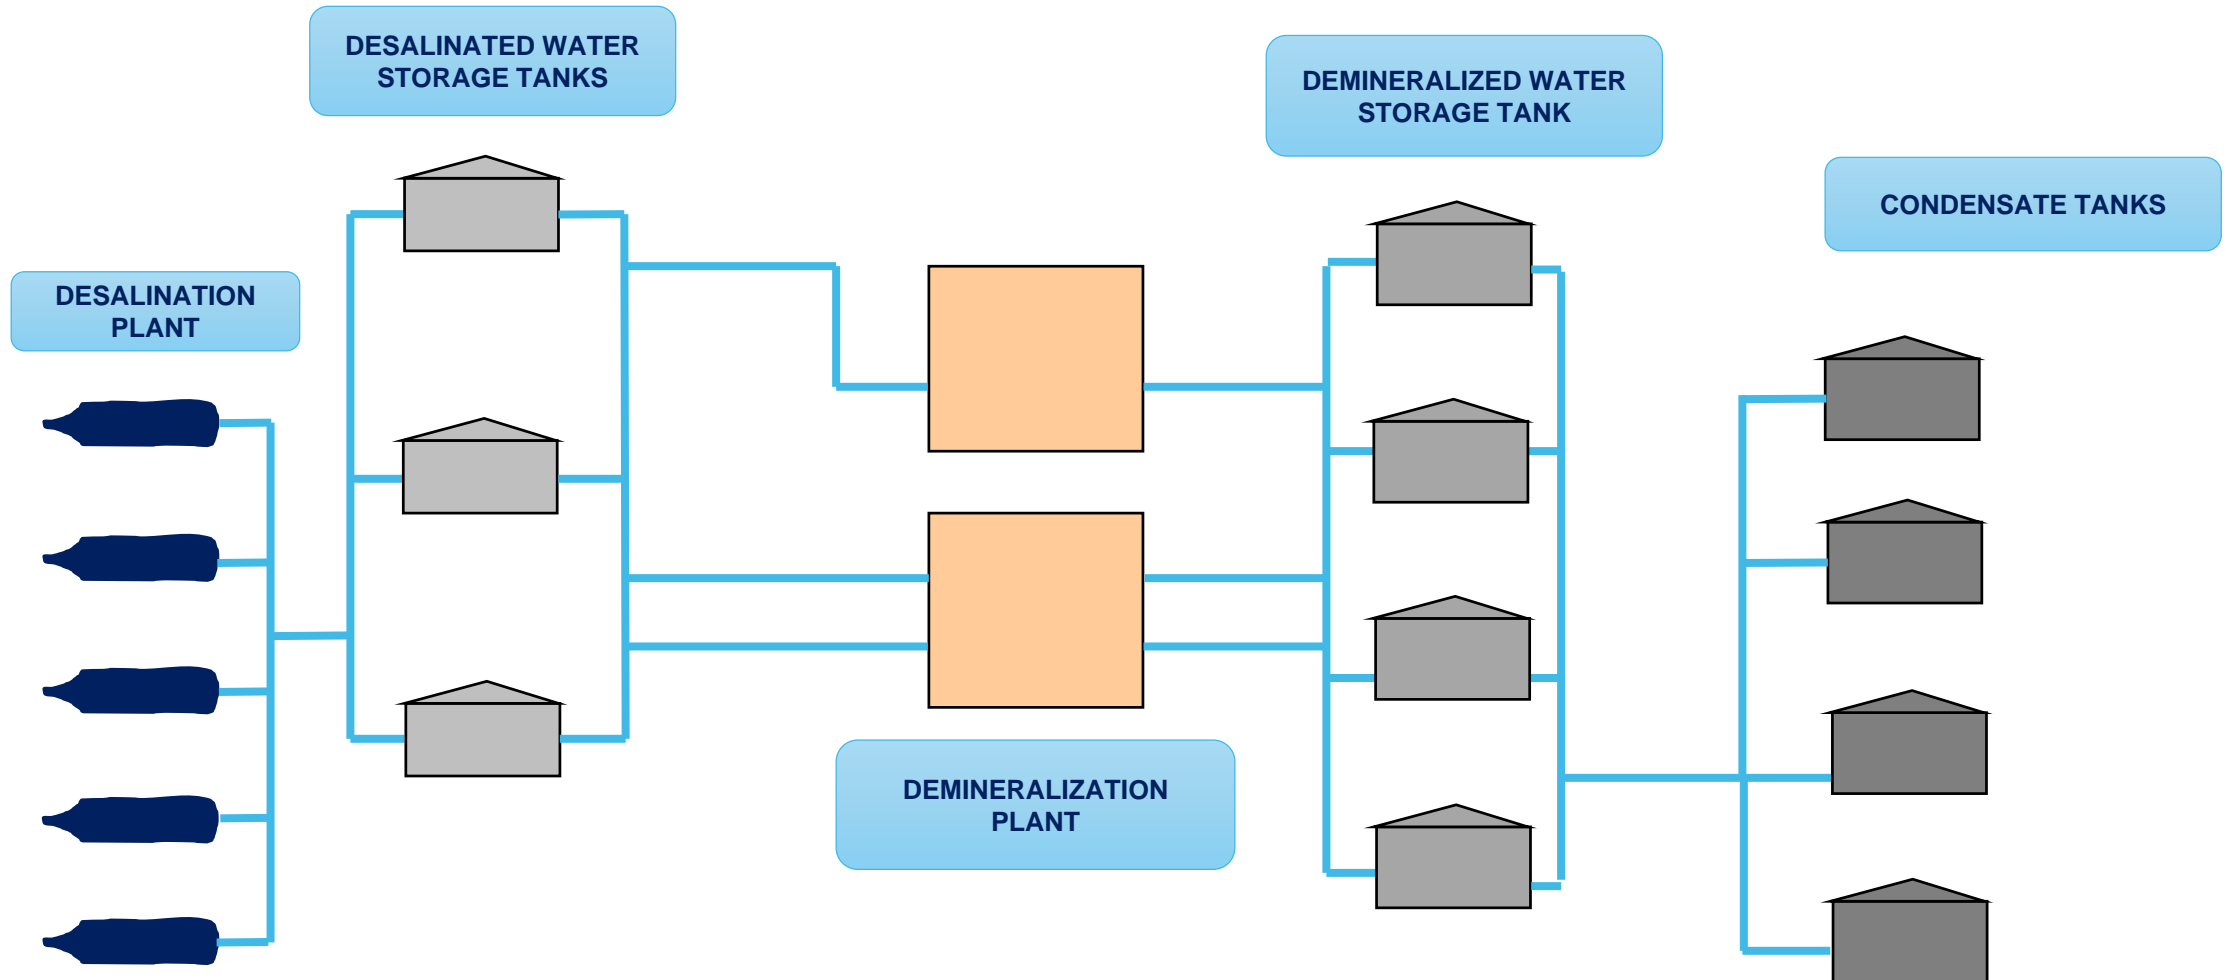 DESALINATED WATER
STORAGE TANKS
DEMINERALIZED WATER
STORAGE TANK
CONDENSATE TANKS
DESALINATION
PLANT
DEMINERALIZATION
PLANT